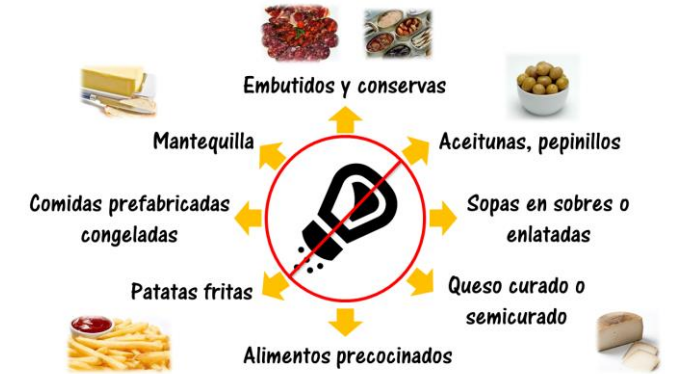 Embutidos y conservas
Mantequilla
Aceitunas, pepinillos
Comidas prefabricadas
congeladas
Sopas en sobres o
enlatadas
Patatas fritas
Queso curado o
semicurado
Alimentos precocinados